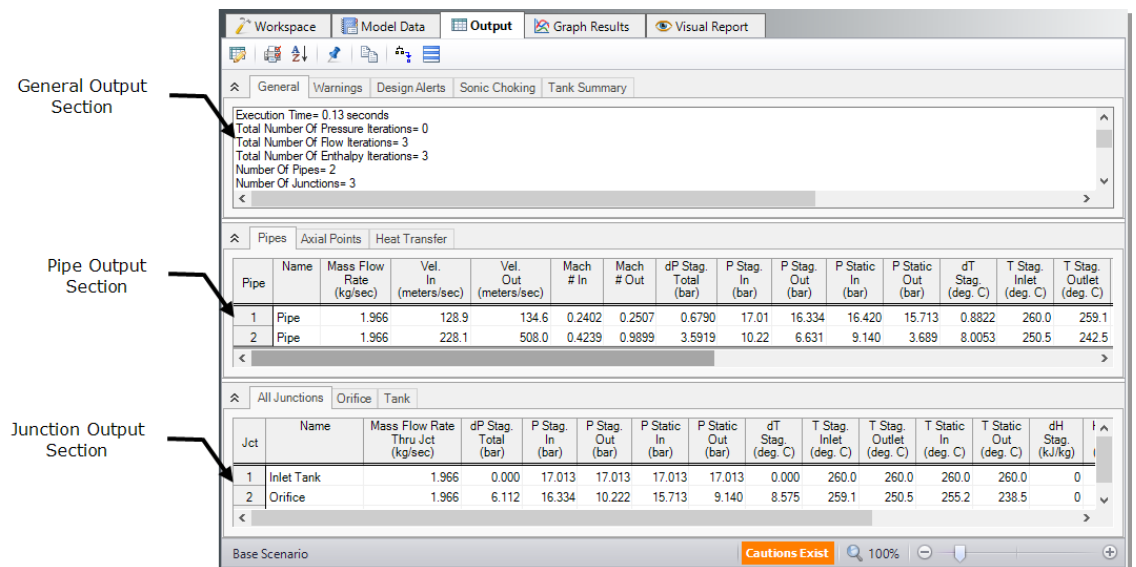 Workspace Model Data Output Graph Results Visual Report
General Output
Section
General Warnings Design Alerts Sonic Choking Tank Summary
Execution Time= 0.13 seconds
Total Number Of Pressure Iterations= 0
Total Number Of Flow Iterations= 3
Total Number Of Enthalpy Iterations= 3
Number Of Pipes= 2
Number Of Junctions= 3
Pipe Output
Section
Pipes Axial Points Heat Transfer
Pipe Name Mass Flow Rate (kg/sec) Vel. In (meters/sec) Vel. Out (meters/sec) Mach # In Mach # Out dP Stag. Total (bar) P Stag. In (bar) P Stag. Out (bar) P Static In (bar) P Static Out (bar) dT Stag. (deg. C) T Stag. Inlet (deg. C) T Stag. Outlet (deg. C)
1 Pipe 1.966 128.9 134.6 0.2402 0.2507 0.6790 17.01 16.334 16.420 15.713 0.8822 260.0 259.1
2 Pipe 1.966 228.1 508.0 0.4239 0.9899 3.5919 10.22 6.631 9.140 3.689 8.0053 250.5 242.5
Junction Output
Section
All Junctions Orifice Tank
Jct Name Mass Flow Rate Thru Jct (kg/sec) dP Stag. Total (bar) P Stag. In (bar) P Stag. Out (bar) P Static In (bar) P Static Out (bar) dT Stag. (deg. C) T Stag. Inlet (deg. C) T Stag. Outlet (deg. C) T Static In (deg. C) T Static Out (deg. C) dH Stag. (kJ/kg)
1 Inlet Tank 1.966 0.000 17.013 17.013 17.013 17.013 0.000 260.0 260.0 260.0 260.0 0
2 Orifice 1.966 6.112 16.334 10.222 15.713 9.140 8.575 259.1 250.5 255.2 238.5 0
Base Scenario Cautions Exist 100%